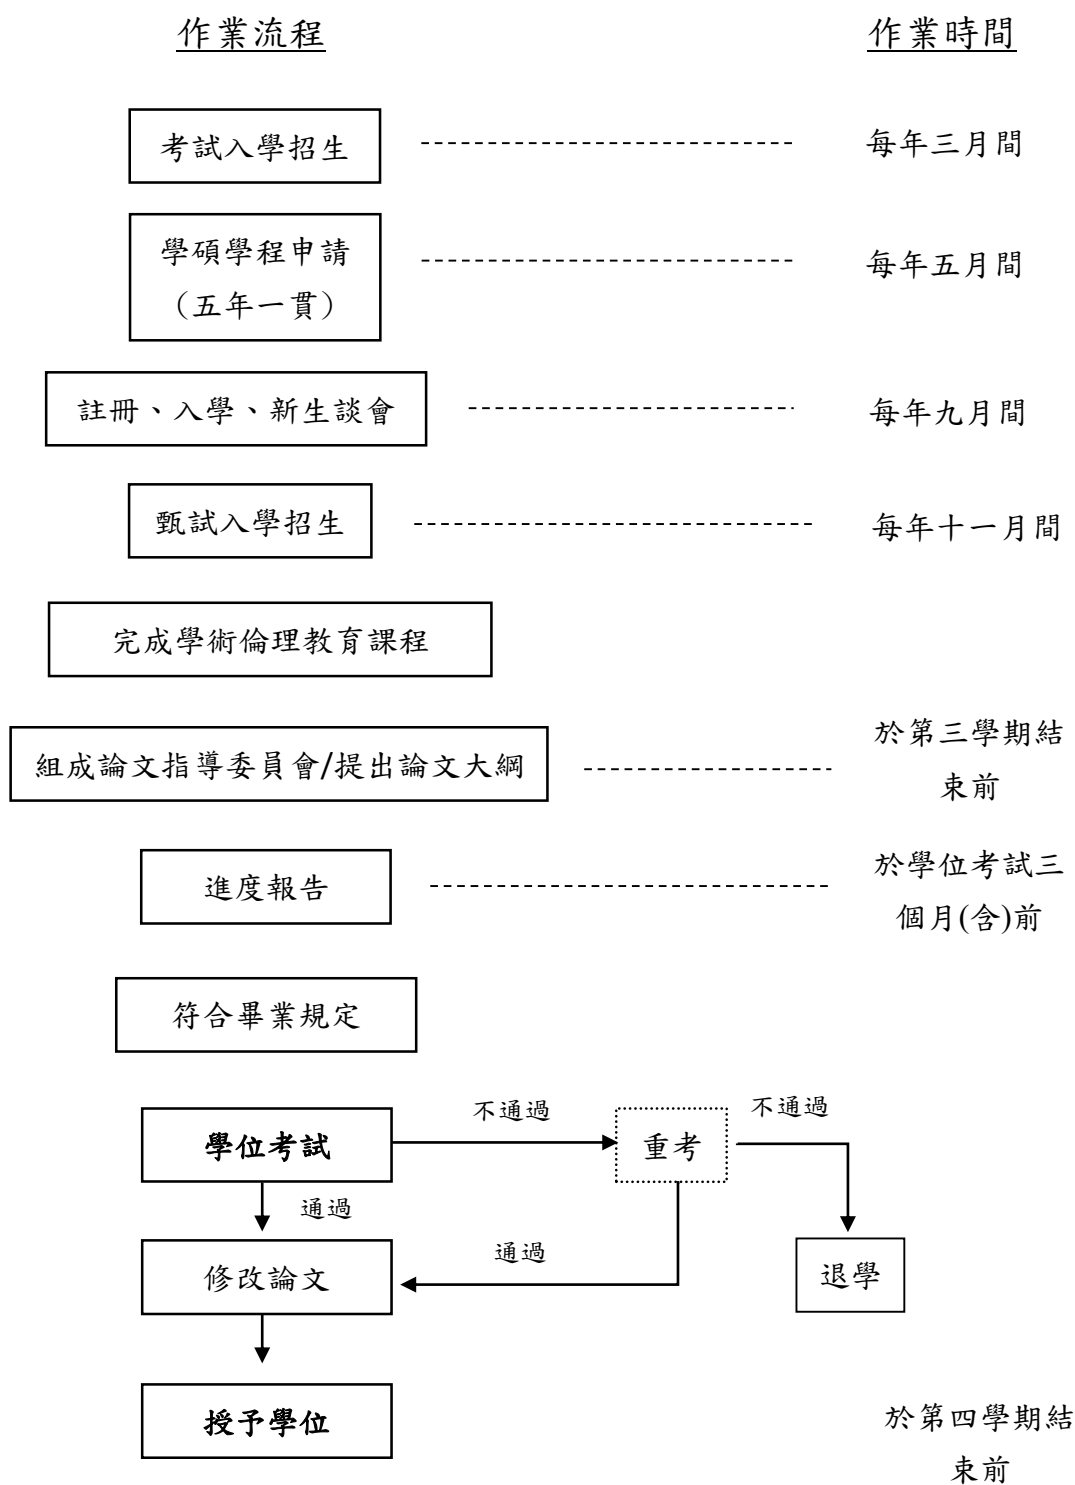 作業流程
作業時間
考試入學招生
每年三月間
學碩學程申請
（五年一貫）
每年五月間
註冊、入學、新生談會
每年九月間
甄試入學招生
每年十一月間
完成學術倫理教育課程
組成論文指導委員會/提出論文大綱
於第三學期結
束前
進度報告
於學位考試三
個月(含)前
符合畢業規定
學位考試
不通過
重考
不通過
通過
修改論文
通過
退學
授予學位
於第四學期結
束前